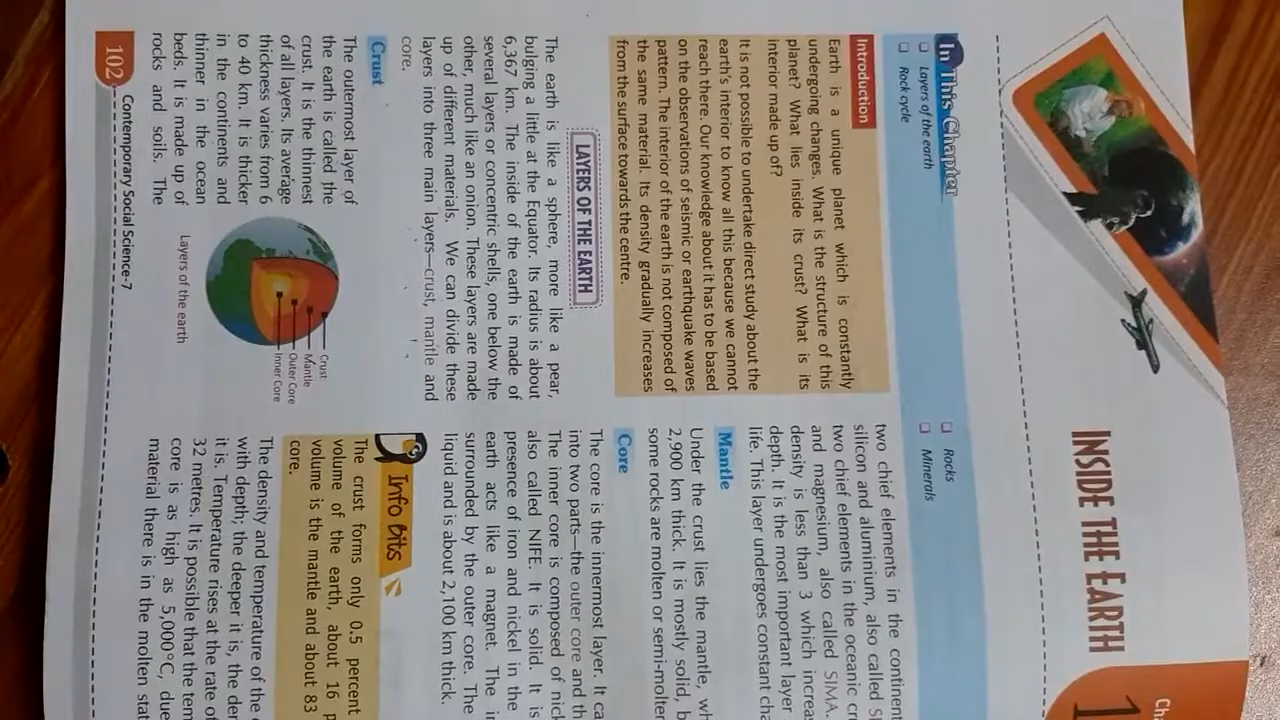 Ch
1
INSIDE THE EARTH
In This Chapter
Layers of the earth
Rock cycle
Rocks
Minerals
Introduction
Earth is a unique planet which is constantly
undergoing changes. What is the structure of this
planet? What lies inside its crust? What is its
interior made up of?
It is not possible to undertake direct study about the
earth's interior to know all this because we cannot
reach there. Our knowledge about it has to be based
on the observations of seismic or earthquake waves
pattern. The interior of the earth is not composed of
the same material. Its density gradually increases
from the surface towards the centre.
LAYERS OF THE EARTH
The earth is like a sphere, more like a pear,
bulging a little at the Equator. Its radius is about
6,367 km. The inside of the earth is made of
several layers or concentric shells, one below the
other, much like an onion. These layers are made
up of different materials. We can divide these
layers into three main layers—crust, mantle and
core.
Crust
The outermost layer of
the earth is called the
crust. It is the thinnest
of all layers. Its average
thickness varies from 6
to 40 km. It is thicker
in the continents and
thinner in the ocean
beds. It is made up of
rocks and soils. The
Crust
Mantle
Outer Core
Inner Core
Layers of the earth
two chief elements in the continent
silicon and aluminium, also called S
two chief elements in the oceanic cr
and magnesium, also called SIMA.
density is less than 3 which increas
depth. It is the most important layer
life. This layer undergoes constant cha
Mantle
Under the crust lies the mantle, wh
2,900 km thick. It is mostly solid, b
some rocks are molten or semi-molten
Core
The core is the innermost layer. It ca
into two parts—the outer core and th
The inner core is composed of nick
also called NIFE. It is solid. It is
presence of iron and nickel in the
earth acts like a magnet. The in
surrounded by the outer core. The
liquid and is about 2,100 km thick.
Info Bits
The crust forms only 0.5 percent
volume of the earth, about 16 p
volume is the mantle and about 83
core.
The density and temperature of the e
with depth; the deeper it is, the den
it is. Temperature rises at the rate of
32 metres. It is possible that the tem
core is as high as 5,000°C, due
material there is in the molten stat
102
Contemporary Social Science-7